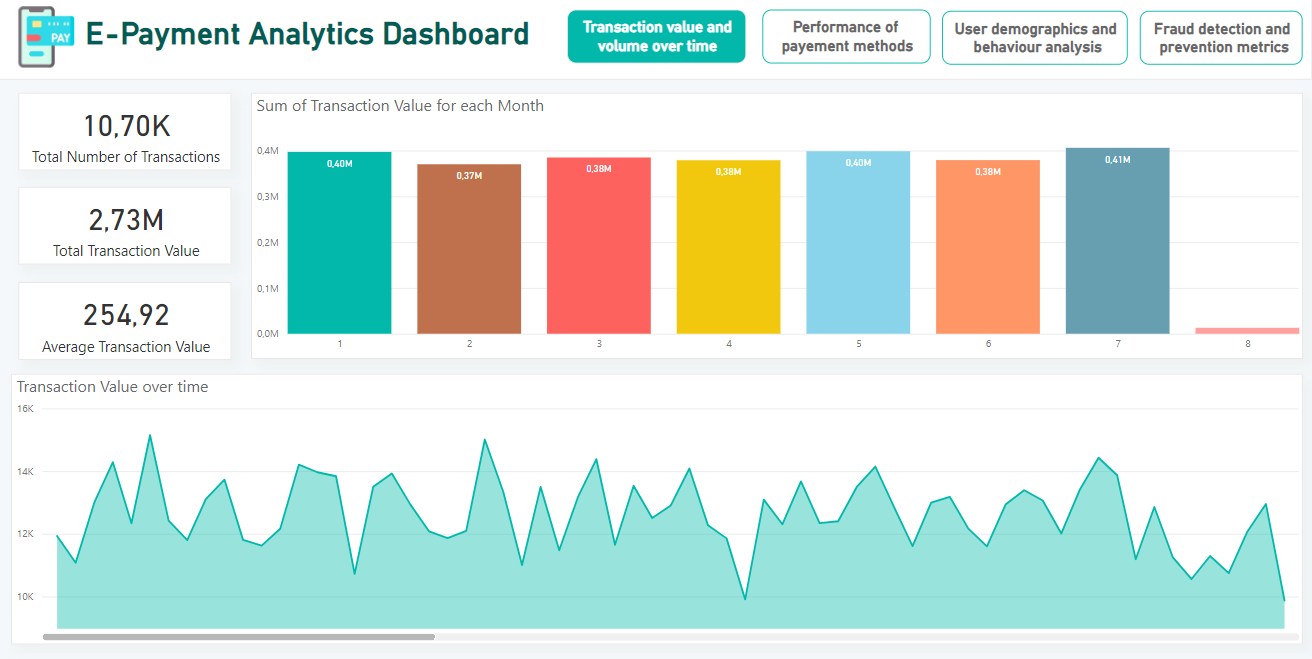 PAY
E-Payment Analytics Dashboard
Transaction value and
volume over time
Performance of
payement methods
User demographics and
behaviour analysis
Fraud detection and
prevention metrics
10,70K
Total Number of Transactions
2,73M
Total Transaction Value
254,92
Average Transaction Value
Sum of Transaction Value for each Month
0,4M
0,3M
0,2M
0,1M
0,0M
0,40M
0,37M
0,38M
0,38M
0,40M
0,38M
0,41M
1 2 3 4 5 6 7 8
Transaction Value over time
16K
14K
12K
10K